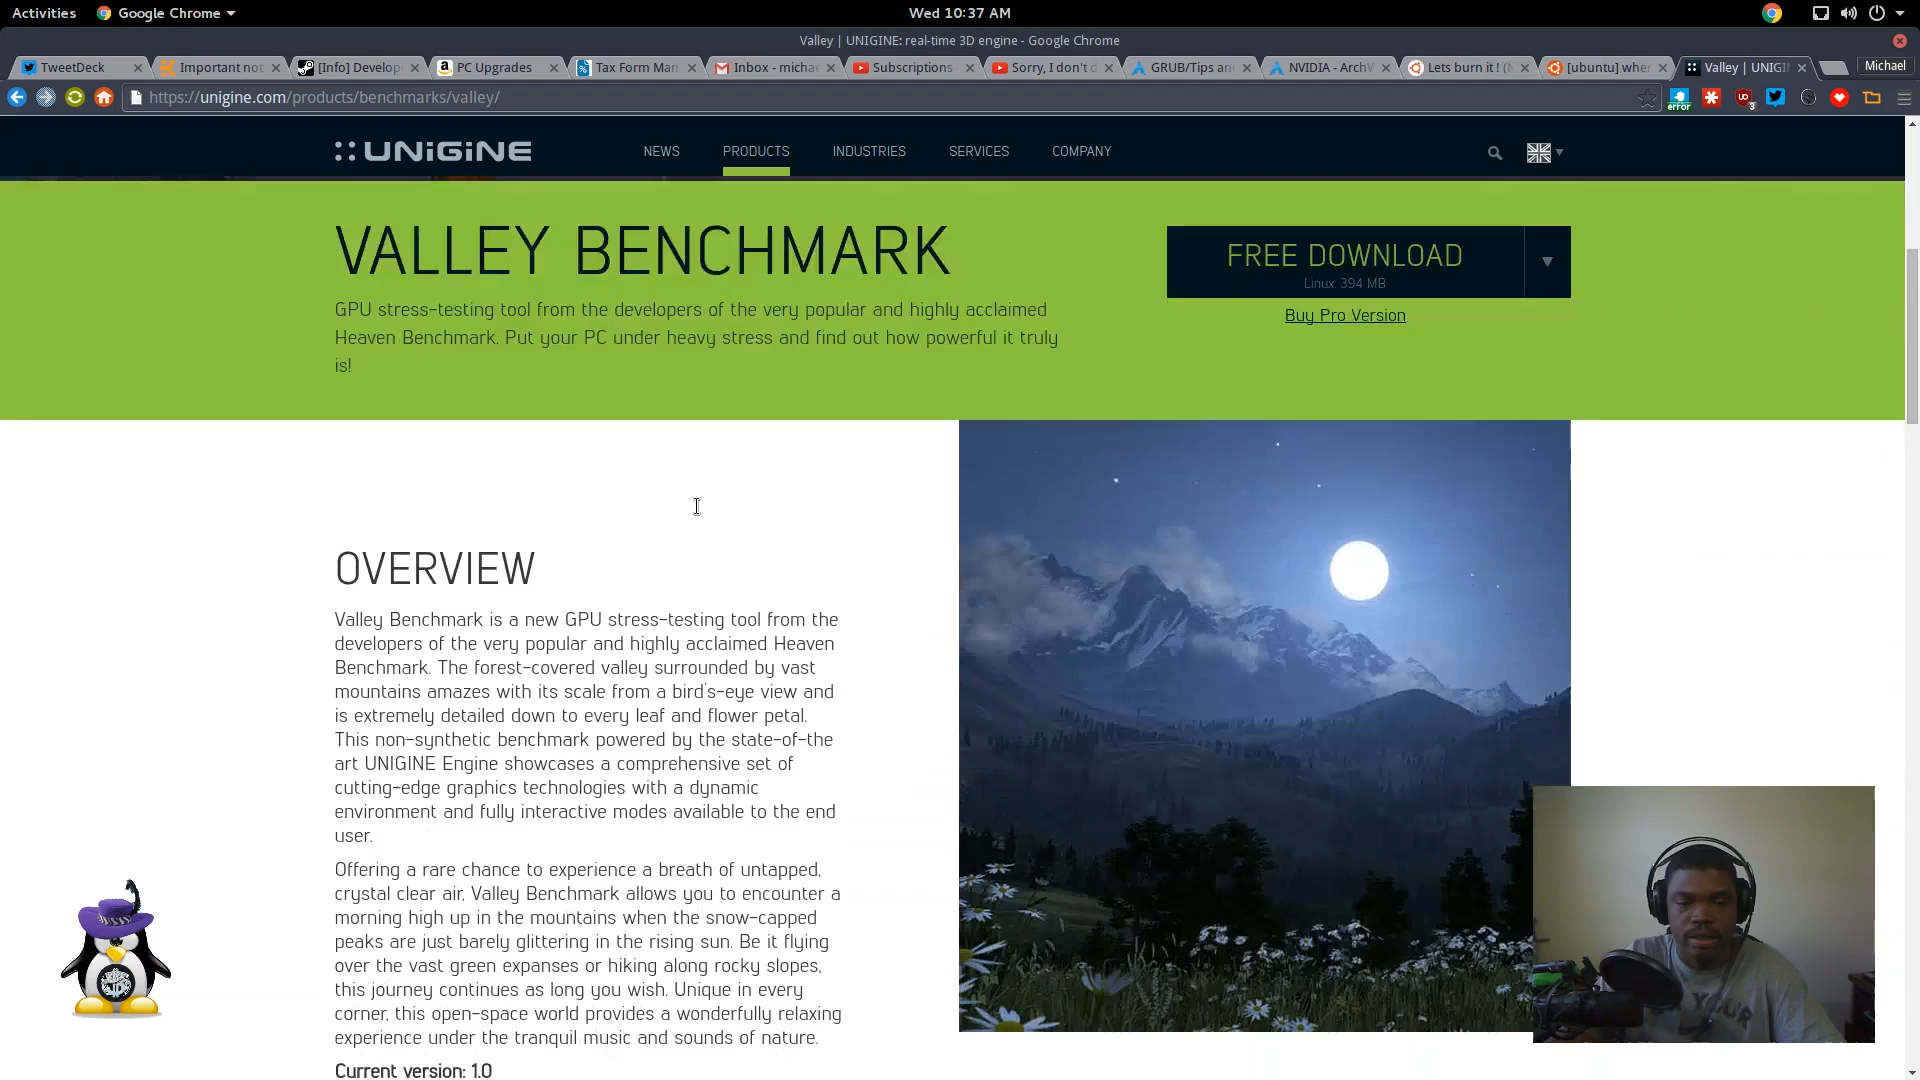 Activities
Google Chrome
Wed 10:37 AM
Valley | UNIGINE: real-time 3D engine - Google Chrome
TweetDeck
Important not
[Info] Develop
PC Upgrades
Tax Form Man
Inbox - micha
Subscriptions
Sorry, I don't d
GRUB/Tips an
NVIDIA - ArchW
Lets burn it ! (
[ubuntu] whe
Valley | UNIGI
Michael
https://unigine.com/products/benchmarks/valley/
error
UO
3
UNiGiNE
NEWS
PRODUCTS
INDUSTRIES
SERVICES
COMPANY
VALLEY BENCHMARK
GPU stress-testing tool from the developers of the very popular and highly acclaimed
Heaven Benchmark. Put your PC under heavy stress and find out how powerful it truly
is!
FREE DOWNLOAD
Linux. 394 MB
Buy Pro Version
OVERVIEW
Valley Benchmark is a new GPU stress-testing tool from the
developers of the very popular and highly acclaimed Heaven
Benchmark. The forest-covered valley surrounded by vast
mountains amazes with its scale from a bird's-eye view and
is extremely detailed down to every leaf and flower petal.
This non-synthetic benchmark powered by the state-of-the
art UNIGINE Engine showcases a comprehensive set of
cutting-edge graphics technologies with a dynamic
environment and fully interactive modes available to the end
user.
Offering a rare chance to experience a breath of untapped,
crystal clear air, Valley Benchmark allows you to encounter a
morning high up in the mountains when the snow-capped
peaks are just barely glittering in the rising sun. Be it flying
over the vast green expanses or hiking along rocky slopes,
this journey continues as long you wish. Unique in every
corner, this open-space world provides a wonderfully relaxing
experience under the tranquil music and sounds of nature.
Current version: 1.0
YOUR